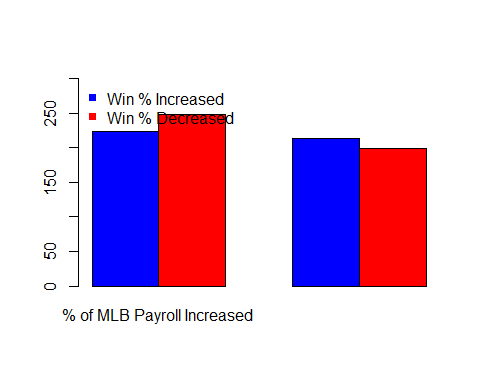 Win % Increased
Win % Decreased
250
150
50
0
% of MLB Payroll Increased